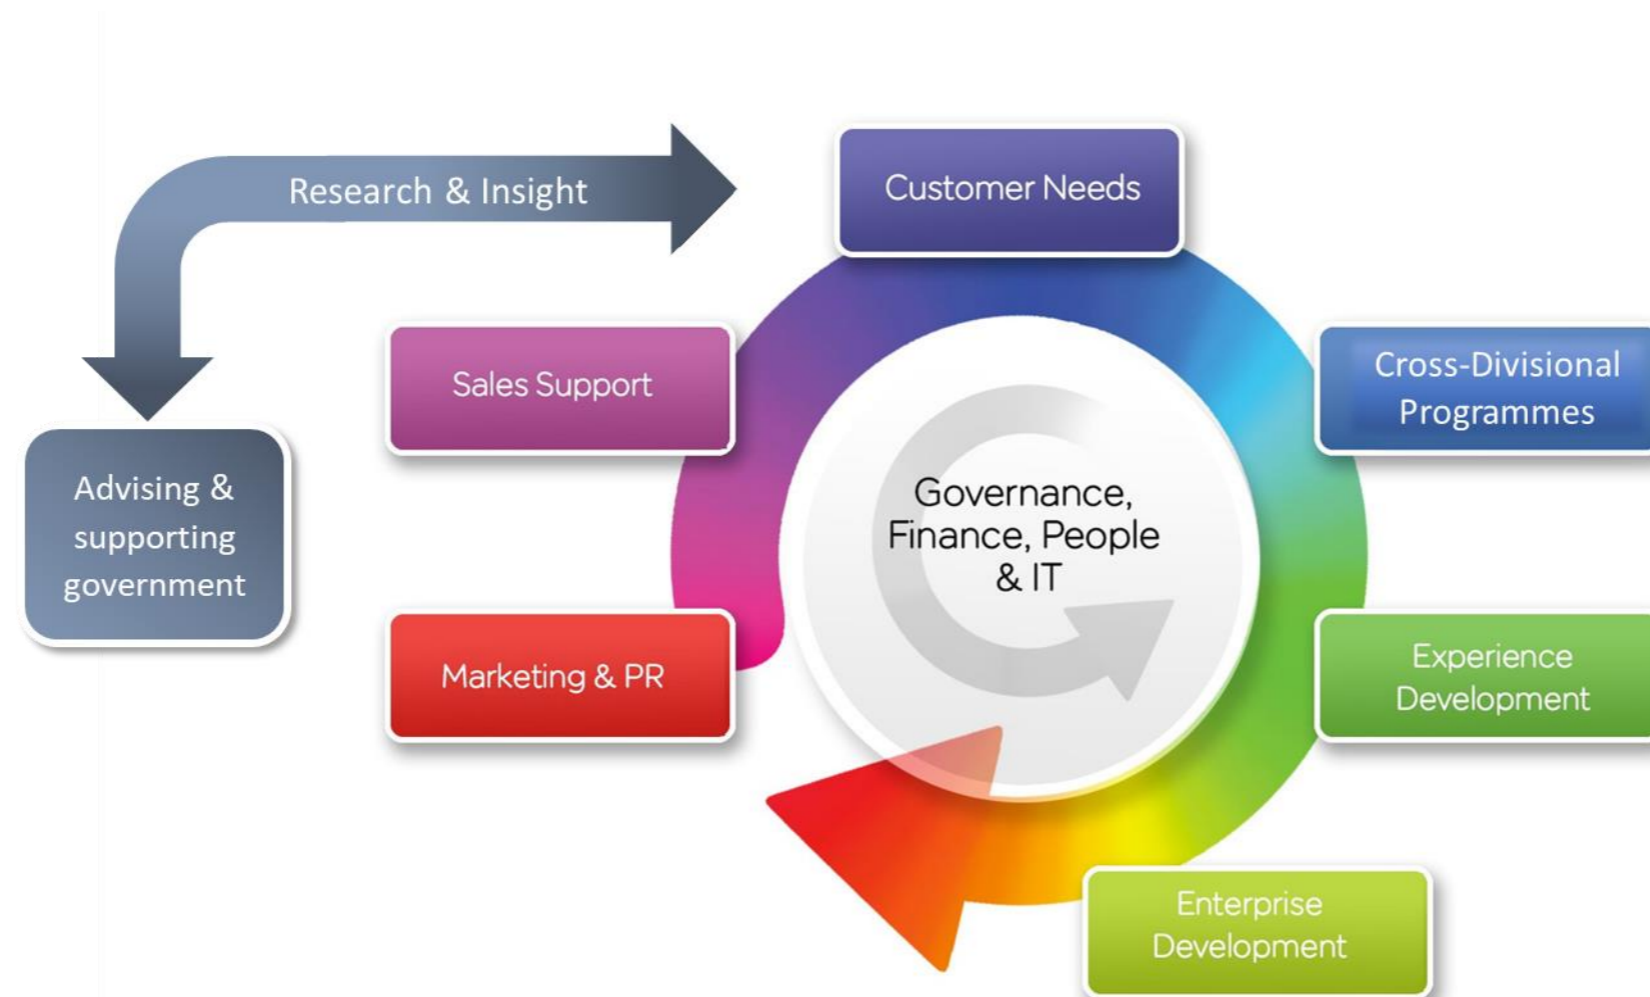 Research & Insight
Customer Needs
Sales Support
Cross-Divisional
Programmes
Advising &
supporting
government
Governance,
Finance, People
& IT
Marketing & PR
Experience
Development
Enterprise
Development